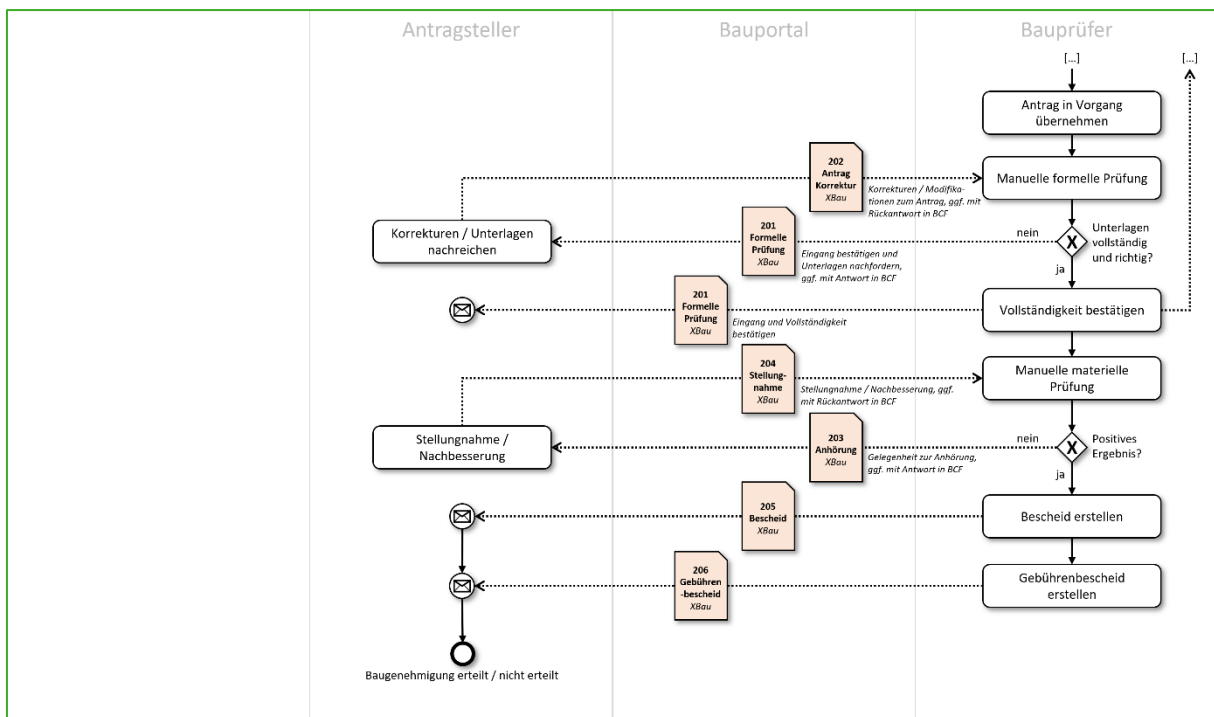 Antragsteller
Bauportal
Bauprüfer
[...]
[...]
Antrag in Vorgang
übernehmen
202
Antrag
Korrektur
XBau
Korrekturen / Modifika-
tionen zum Antrag, ggf. mit
Rückantwort in BCF
Manuelle formelle Prüfung
Korrekturen / Unterlagen
nachreichen
201
Formelle
Prüfung
XBau
Eingang bestätigen und
Unterlagen nachfordern,
ggf. mit Antwort in BCF
nein
X
Unterlagen
vollständig
und richtig?
ja
201
Formelle
Prüfung
XBau
Eingang und Vollständigkeit
bestätigen
Vollständigkeit bestätigen
204
Stellung-
nahme
XBau
Stellungnahme / Nachbesserung, ggf.
mit Rückantwort in BCF
Manuelle materielle
Prüfung
Stellungnahme /
Nachbesserung
203
Anhörung
XBau
Gelegenheit zur Anhörung,
ggf. mit Antwort in BCF
nein
X
Positives
Ergebnis?
ja
205
Bescheid
XBau
Bescheid erstellen
206
Gebühren
-bescheid
XBau
Gebührenbescheid
erstellen
Baugenehmigung erteilt / nicht erteilt